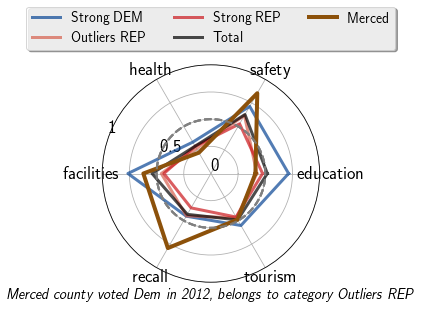 Strong DEM Strong REP Merced
Outliers REP Total
health safety
1
0.5
0
facilities education
recall tourism
Merced county voted Dem in 2012, belongs to category Outliers REP